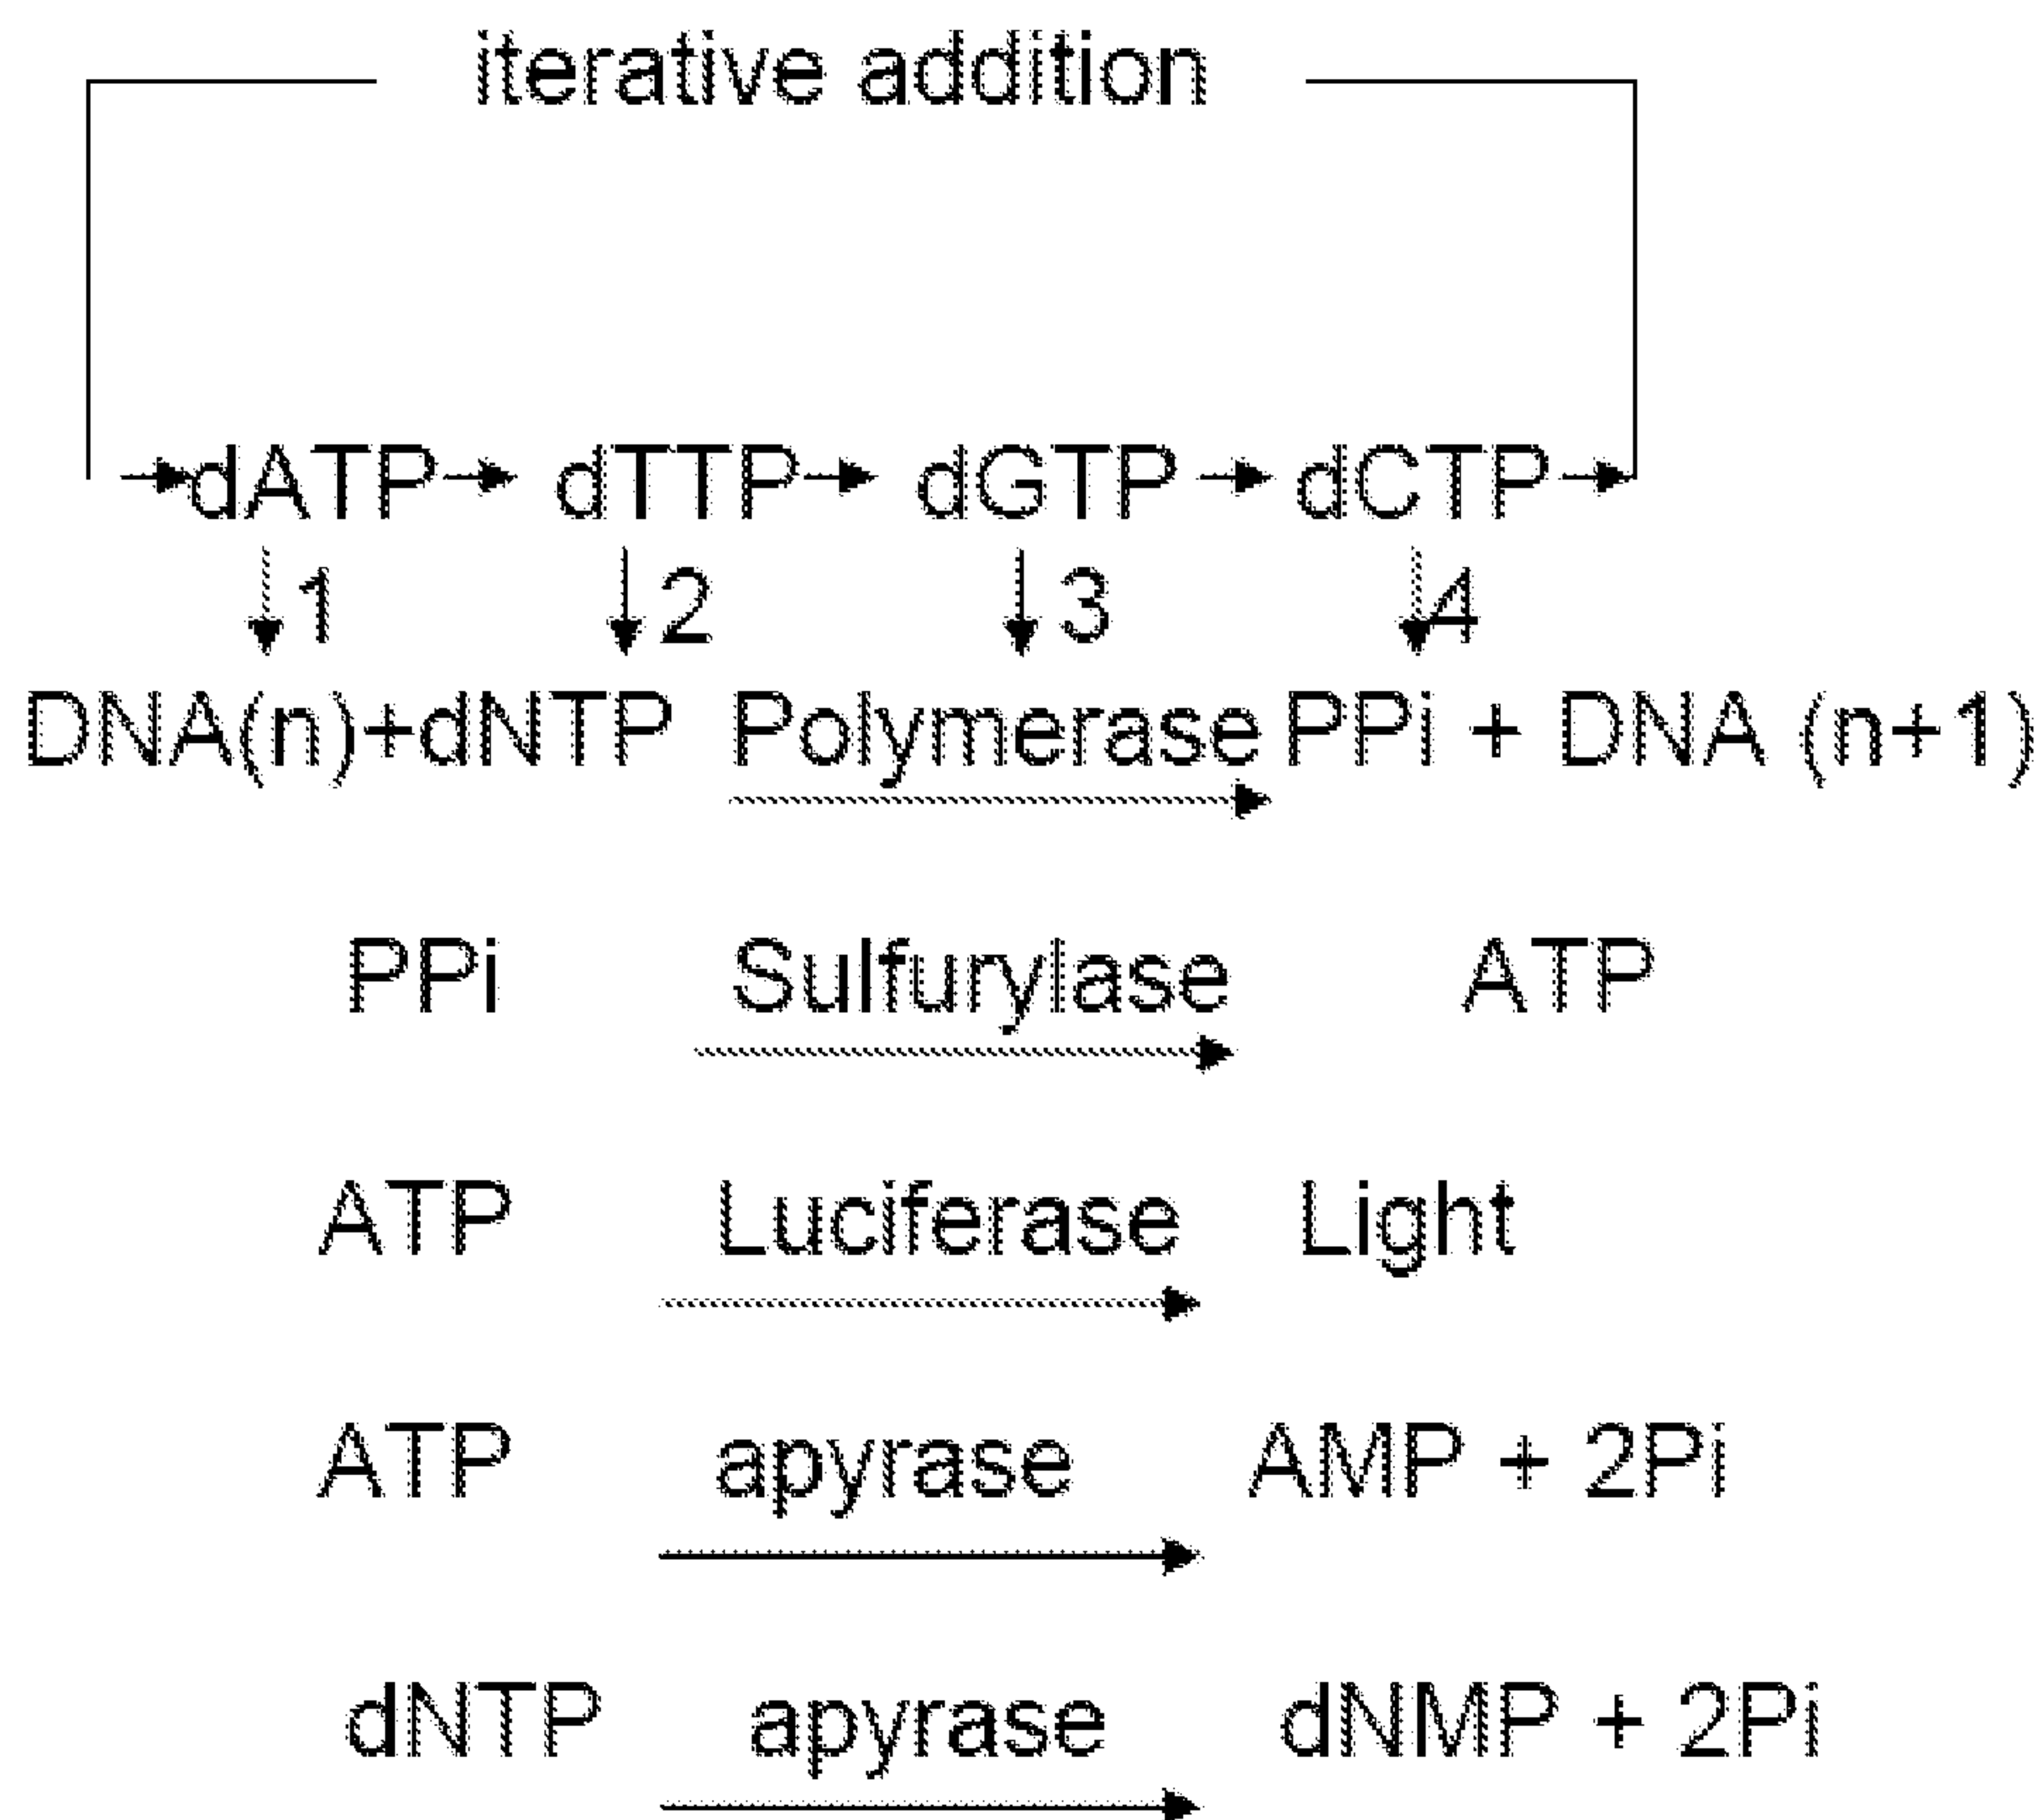 iterative addition
dATP dTTP dGTP dCTP
1 2 3 4
DNA(n)+dNTP Polymerase PPi + DNA (n+1)
PPi Sulfurylase ATP
ATP Luciferase Light
ATP apyrase AMP + 2Pi
dNTP apyrase dNMP + 2Pi